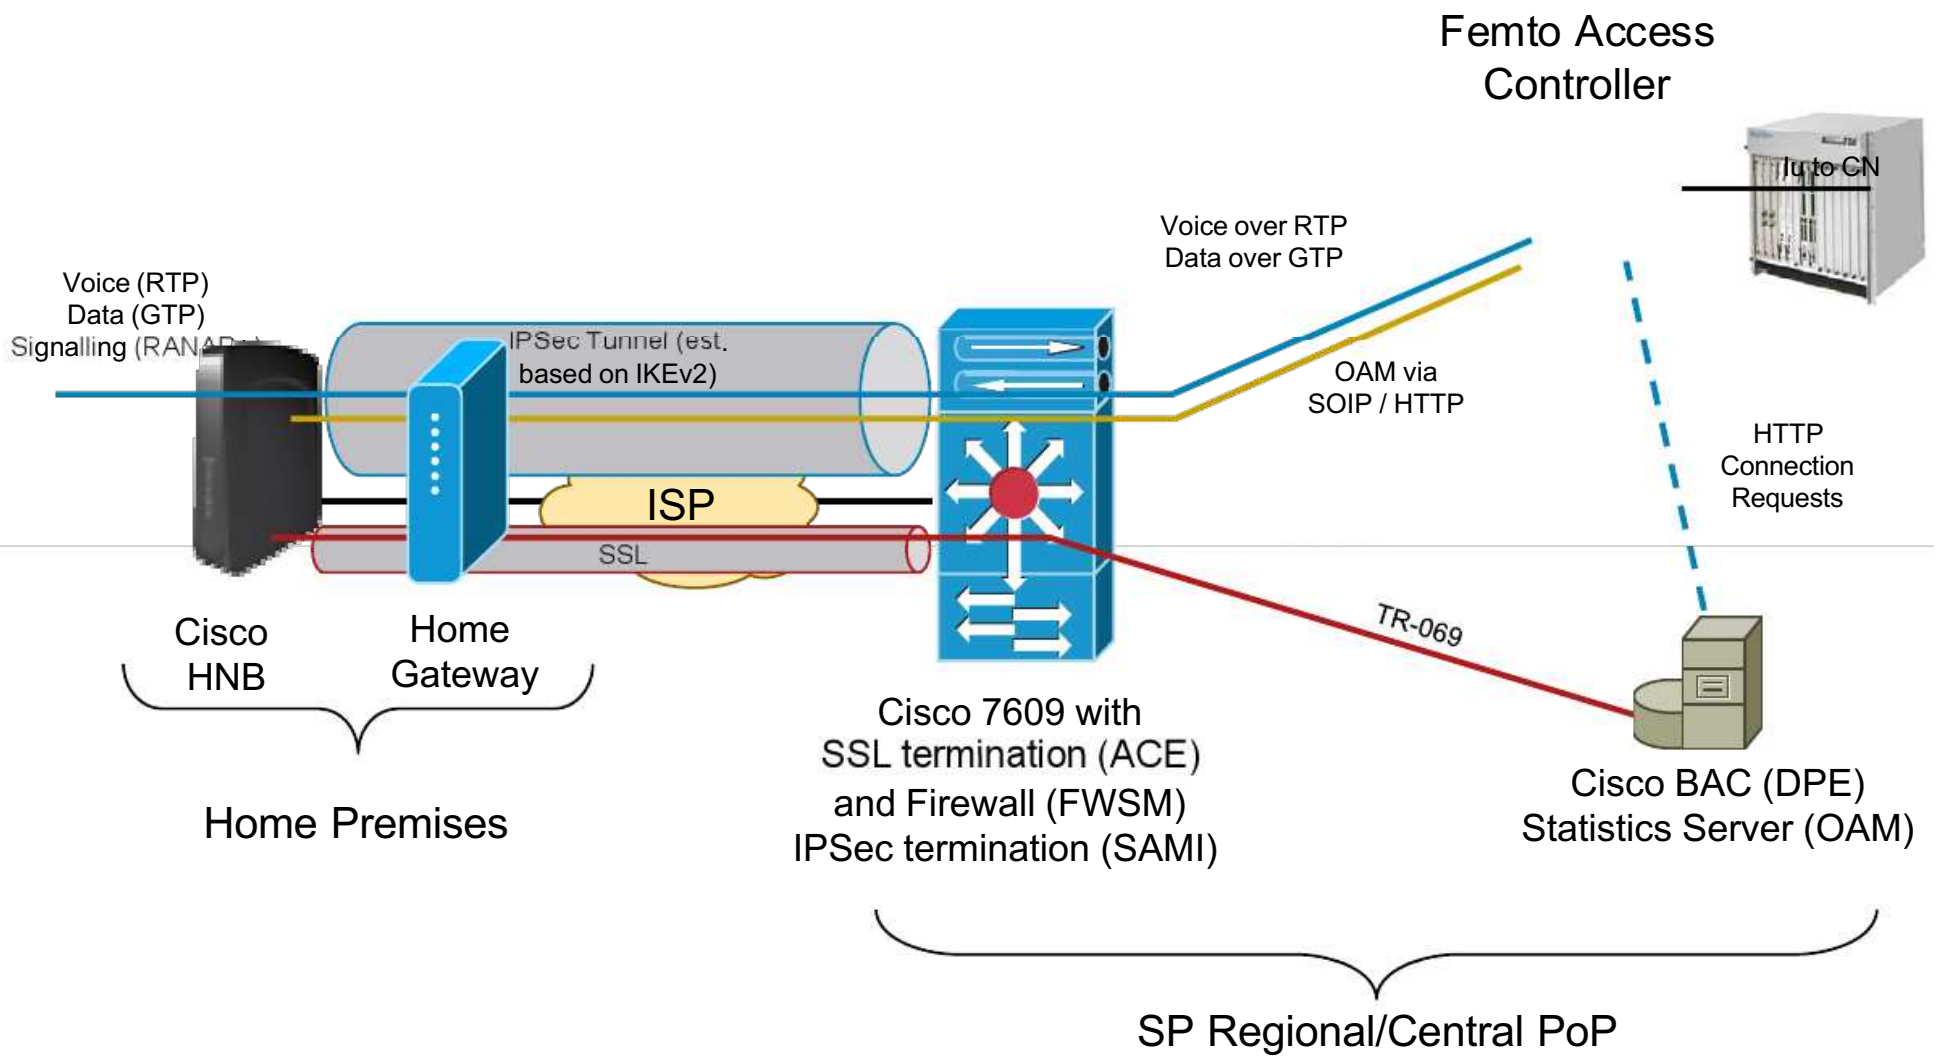 Femto Access
Controller
Iu to CN
Voice over RTP
Data over GTP
Voice (RTP)
Data (GTP)
Signalling
IPSec Tunnel (est.
based on IKEv2)
OAM via
SOIP / HTTP
HTTP
Connection
Requests
ISP
SSL
TR-069
Cisco
HNB
Home
Gateway
Home Premises
Cisco 7609 with
SSL termination (ACE)
and Firewall (FWSM)
IPSec termination (SAMI)
Cisco BAC (DPE)
Statistics Server (OAM)
SP Regional/Central PoP